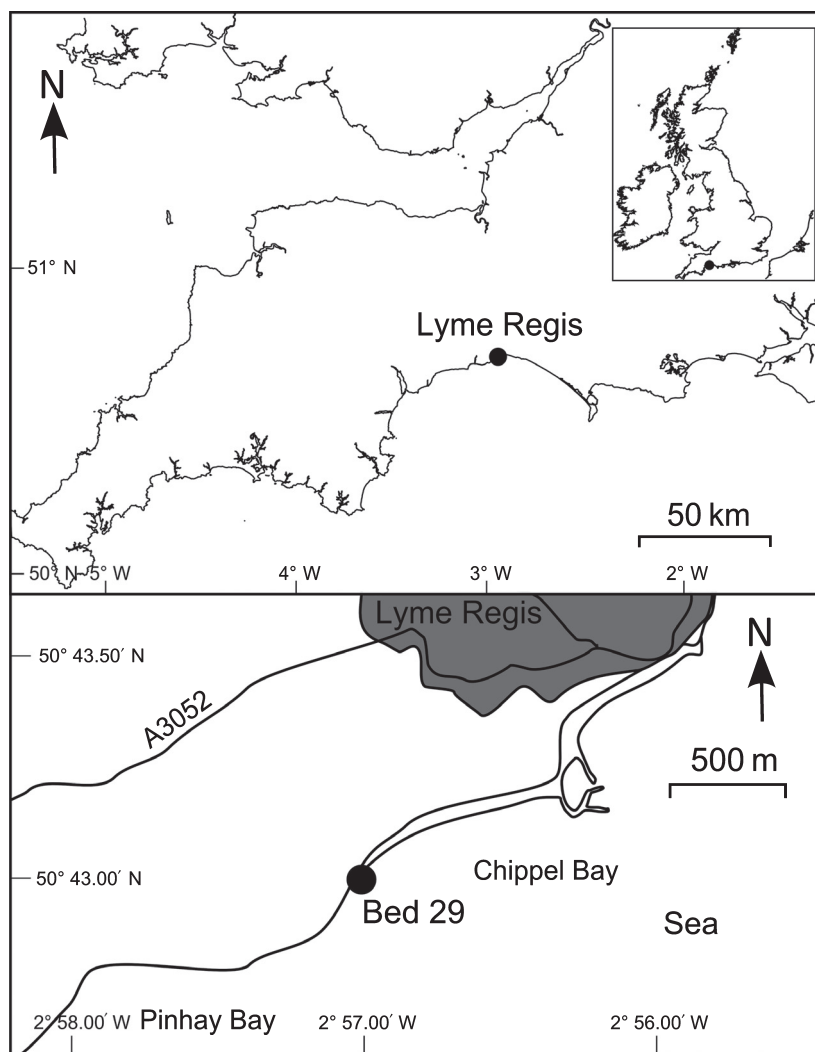 N
51° N
Lyme Regis
50 km
50° N
5° W
4° W
3° W
2° W
Lyme Regis
N
50° 43.50′ N
A3052
500 m
Chippel Bay
50° 43.00′ N
Bed 29
Sea
2° 58.00′ W
Pinhay Bay
2° 57.00′ W
2° 56.00′ W